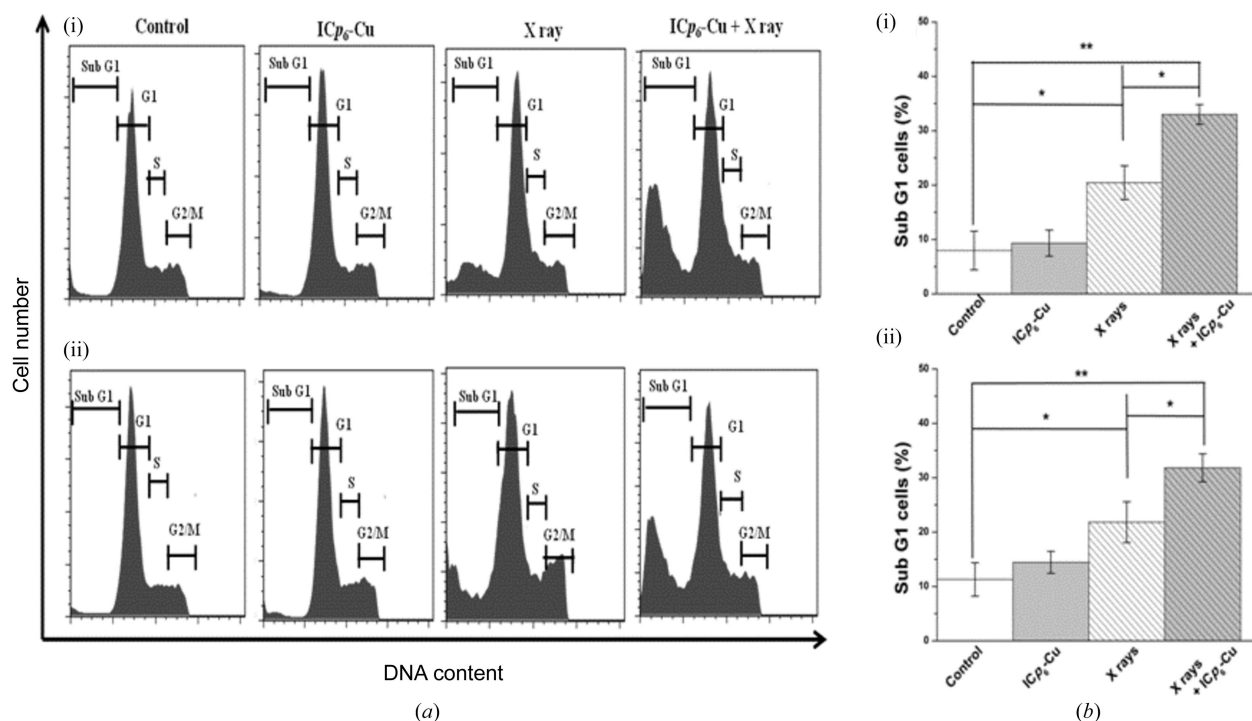 (i)
Control
ICp₆-Cu
X ray
ICp₆-Cu + X ray
Sub G1
G1
S
G2/M
Sub G1
G1
S
G2/M
Sub G1
G1
S
G2/M
Sub G1
G1
S
G2/M
(ii)
Sub G1
G1
S
G2/M
Sub G1
G1
S
G2/M
Sub G1
G1
S
G2/M
Sub G1
G1
S
G2/M
Cell number
DNA content
(a)
(i)
Sub G1 cells (%)
50
40
30
20
10
0
**
*
*
Control
ICp₆-Cu
X rays
X rays
+ ICp₆-Cu
(ii)
Sub G1 cells (%)
50
40
30
20
10
0
**
*
*
Control
ICp₆-Cu
X rays
X rays
+ ICp₆-Cu
(b)